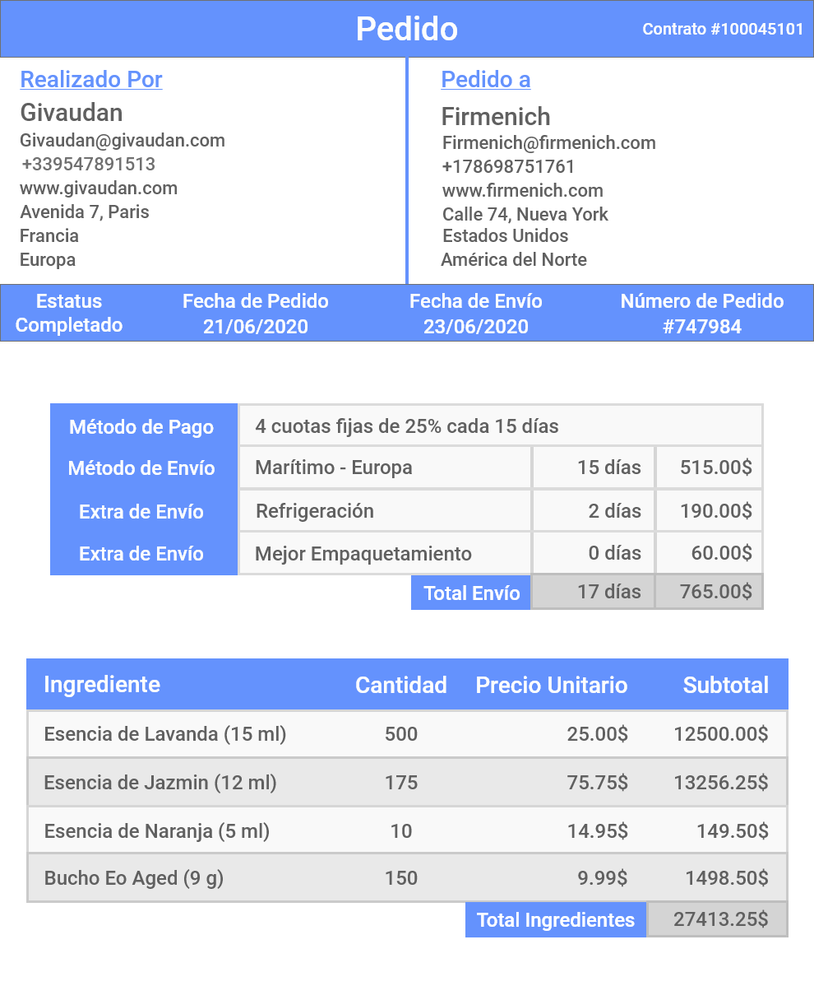 Pedido
Contrato #100045101
Realizado Por
Givaudan
Givaudan@givaudan.com
+339547891513
www.givaudan.com
Avenida 7, Paris
Francia
Europa
Pedido a
Firmenich
Firmenich@firmenich.com
+178698751761
www.firmenich.com
Calle 74, Nueva York
Estados Unidos
América del Norte
Estatus
Completado
Fecha de Pedido
21/06/2020
Fecha de Envío
23/06/2020
Número de Pedido
#747984
Método de Pago 4 cuotas fijas de 25% cada 15 días
Método de Envío Marítimo - Europa 15 días 515.00$
Extra de Envío Refrigeración 2 días 190.00$
Extra de Envío Mejor Empaquetamiento 0 días 60.00$
Total Envío 17 días 765.00$
Ingrediente Cantidad Precio Unitario Subtotal
Esencia de Lavanda (15 ml) 500 25.00$ 12500.00$
Esencia de Jazmin (12 ml) 175 75.75$ 13256.25$
Esencia de Naranja (5 ml) 10 14.95$ 149.50$
Bucho Eo Aged (9 g) 150 9.99$ 1498.50$
Total Ingredientes 27413.25$